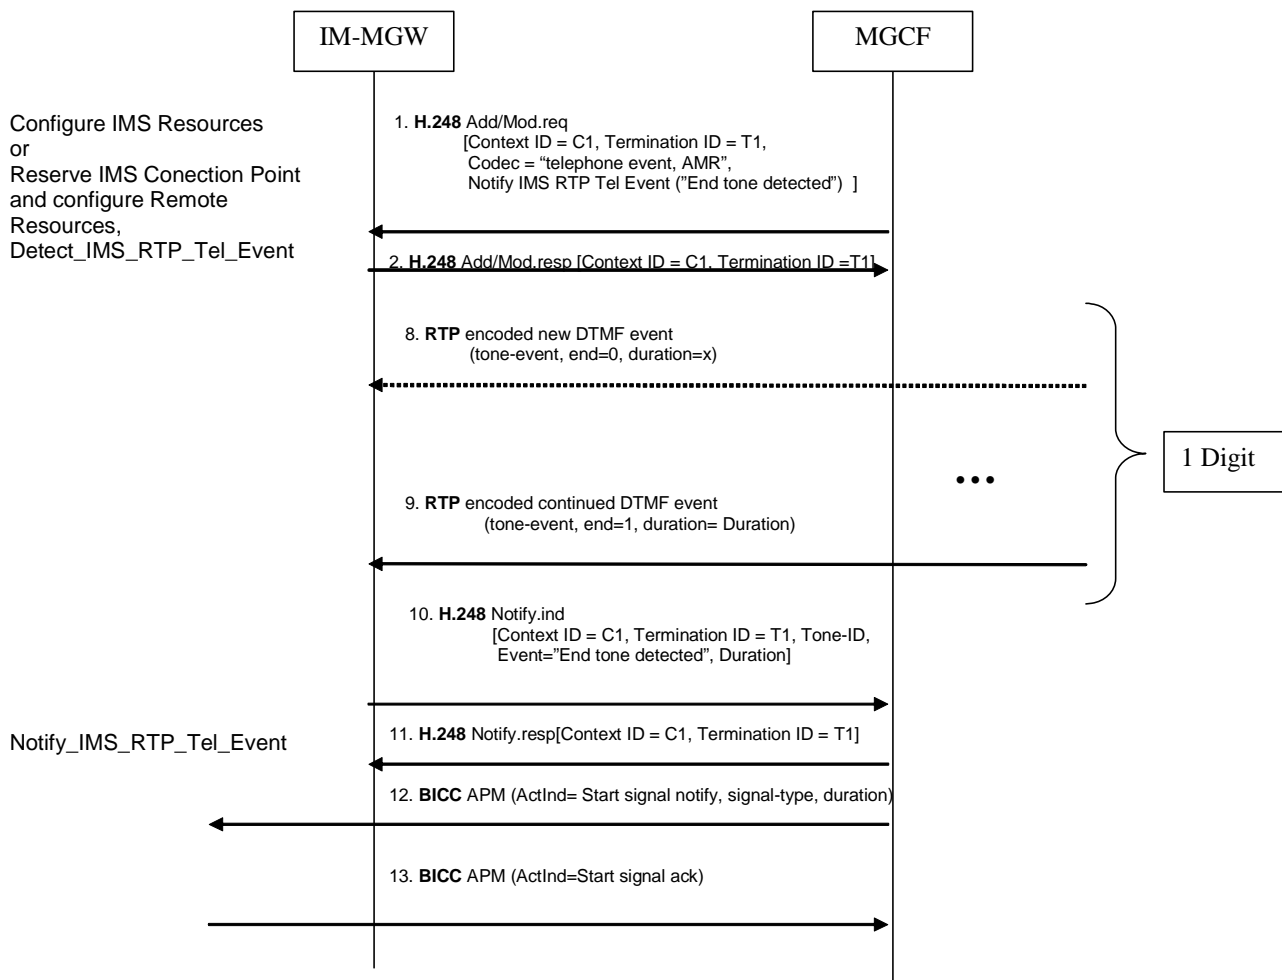 IM-MGW
MGCF
Configure IMS Resources
or
Reserve IMS Conection Point
and configure Remote
Resources,
Detect_IMS_RTP_Tel_Event
1. H.248 Add/Mod.req
[Context ID = C1, Termination ID = T1,
Codec = “telephone event, AMR”,
Notify IMS RTP Tel Event (”End tone detected”) ]
2. H.248 Add/Mod.resp [Context ID = C1, Termination ID =T1]
8. RTP encoded new DTMF event
(tone-event, end=0, duration=x)
1 Digit
...
9. RTP encoded continued DTMF event
(tone-event, end=1, duration= Duration)
10. H.248 Notify.ind
[Context ID = C1, Termination ID = T1, Tone-ID,
Event=”End tone detected”, Duration]
Notify_IMS_RTP_Tel_Event
11. H.248 Notify.resp[Context ID = C1, Termination ID = T1]
12. BICC APM (ActInd= Start signal notify, signal-type, duration)
13. BICC APM (ActInd=Start signal ack)